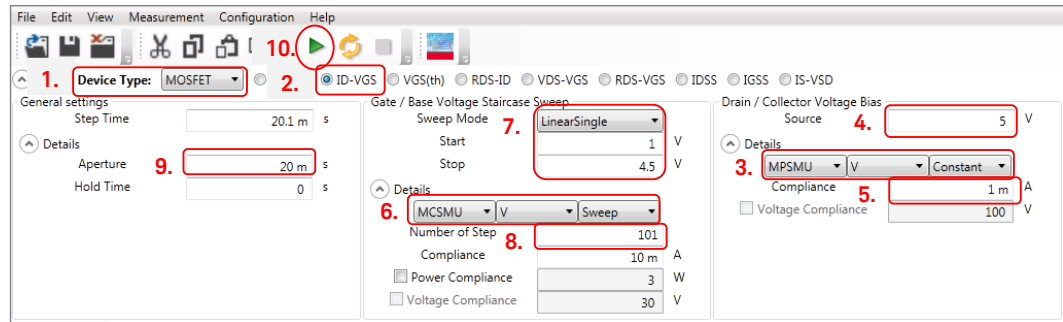 File Edit View Measurement Configuration Help
10.
1. Device Type: MOSFET 2. ID-VGS VGS(th) RDS-ID VDS-VGS RDS-VGS IDSS IGSS IS-VSD
General settings
Step Time 20.1 m s
Details
Aperture 9. 20 m s
Hold Time 0 s
Gate / Base Voltage Staircase Sweep
Sweep Mode 7. LinearSingle
Start 1 V
Stop 4.5 V
Details
6. MCSMU V Sweep
Number of Step 8. 101
Compliance 10 m A
Power Compliance 3 W
Voltage Compliance 30 V
Drain / Collector Voltage Bias
Source 4. 5 V
Details
3. MPSMU V Constant
Compliance 5. 1 m A
Voltage Compliance 100 V